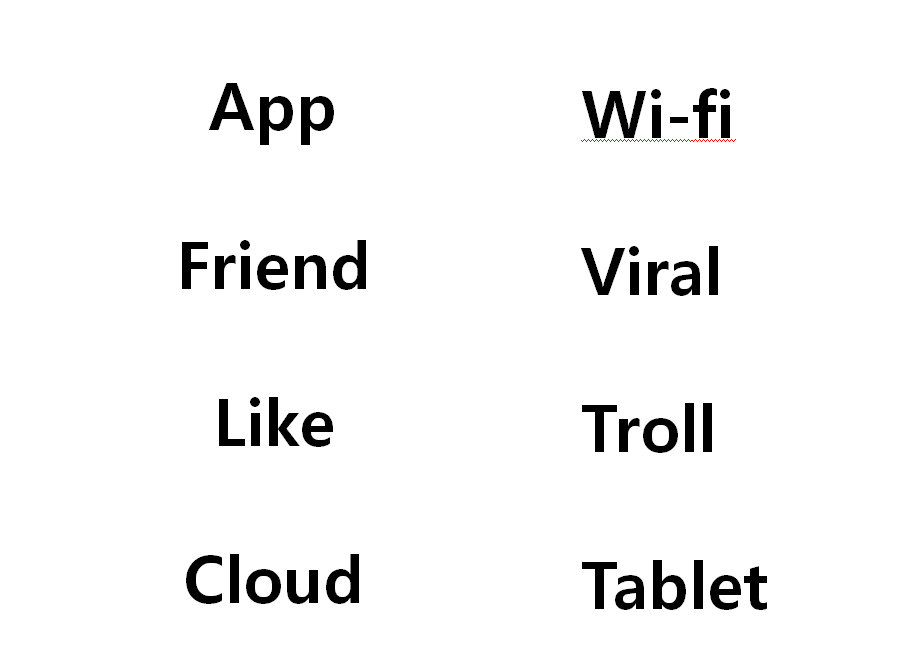 App
Wi-fi
Friend
Viral
Like
Troll
Cloud
Tablet